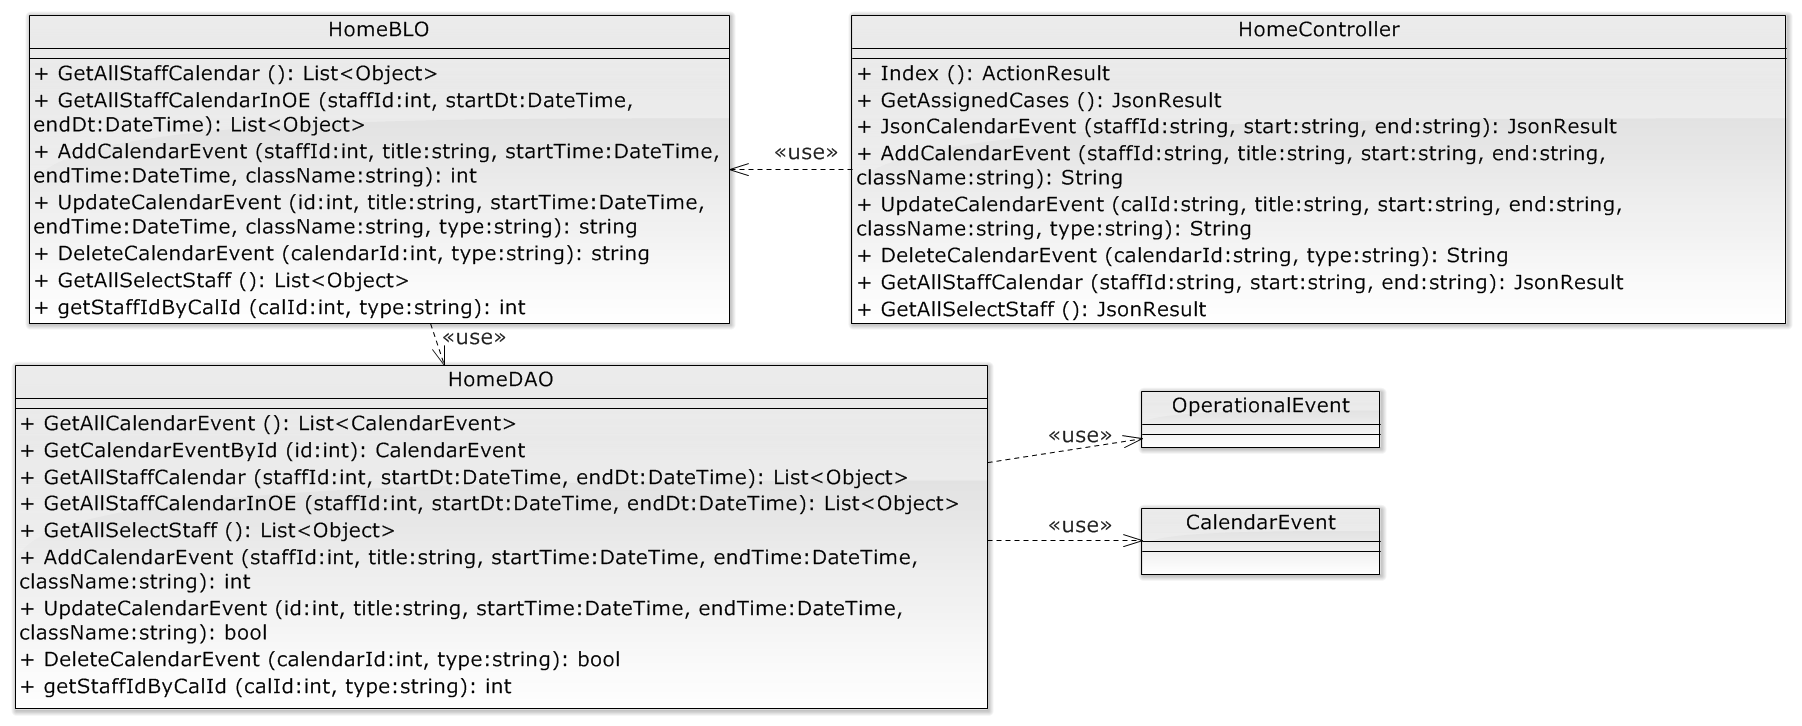 HomeBLO
+ GetAllStaffCalendar (): List<Object>
+ GetAllStaffCalendarInOE (staffId:int, startDt:DateTime,
endDt:DateTime): List<Object>
+ AddCalendarEvent (staffId:int, title:string, startTime:DateTime,
endTime:DateTime, className:string): int
+ UpdateCalendarEvent (id:int, title:string, startTime:DateTime,
endTime:DateTime, className:string, type:string): string
+ DeleteCalendarEvent (calendarId:int, type:string): string
+ GetAllSelectStaff (): List<Object>
+ getStaffIdByCalId (calId:int, type:string): int
«use»
HomeController
+ Index (): ActionResult
+ GetAssignedCases (): JsonResult
+ JsonCalendarEvent (staffId:string, start:string, end:string): JsonResult
+ AddCalendarEvent (staffId:string, title:string, start:string, end:string,
className:string): String
+ UpdateCalendarEvent (calId:string, title:string, start:string, end:string,
className:string, type:string): String
+ DeleteCalendarEvent (calendarId:string, type:string): String
+ GetAllStaffCalendar (staffId:string, start:string, end:string): JsonResult
+ GetAllSelectStaff (): JsonResult
«use»
HomeDAO
+ GetAllCalendarEvent (): List<CalendarEvent>
+ GetCalendarEventById (id:int): CalendarEvent
+ GetAllStaffCalendar (staffId:int, startDt:DateTime, endDt:DateTime): List<Object>
+ GetAllStaffCalendarInOE (staffId:int, startDt:DateTime, endDt:DateTime): List<Object>
+ GetAllSelectStaff (): List<Object>
+ AddCalendarEvent (staffId:int, title:string, startTime:DateTime, endTime:DateTime,
className:string): int
+ UpdateCalendarEvent (id:int, title:string, startTime:DateTime, endTime:DateTime,
className:string): bool
+ DeleteCalendarEvent (calendarId:int, type:string): bool
+ getStaffIdByCalId (calId:int, type:string): int
«use»
OperationalEvent
«use»
CalendarEvent